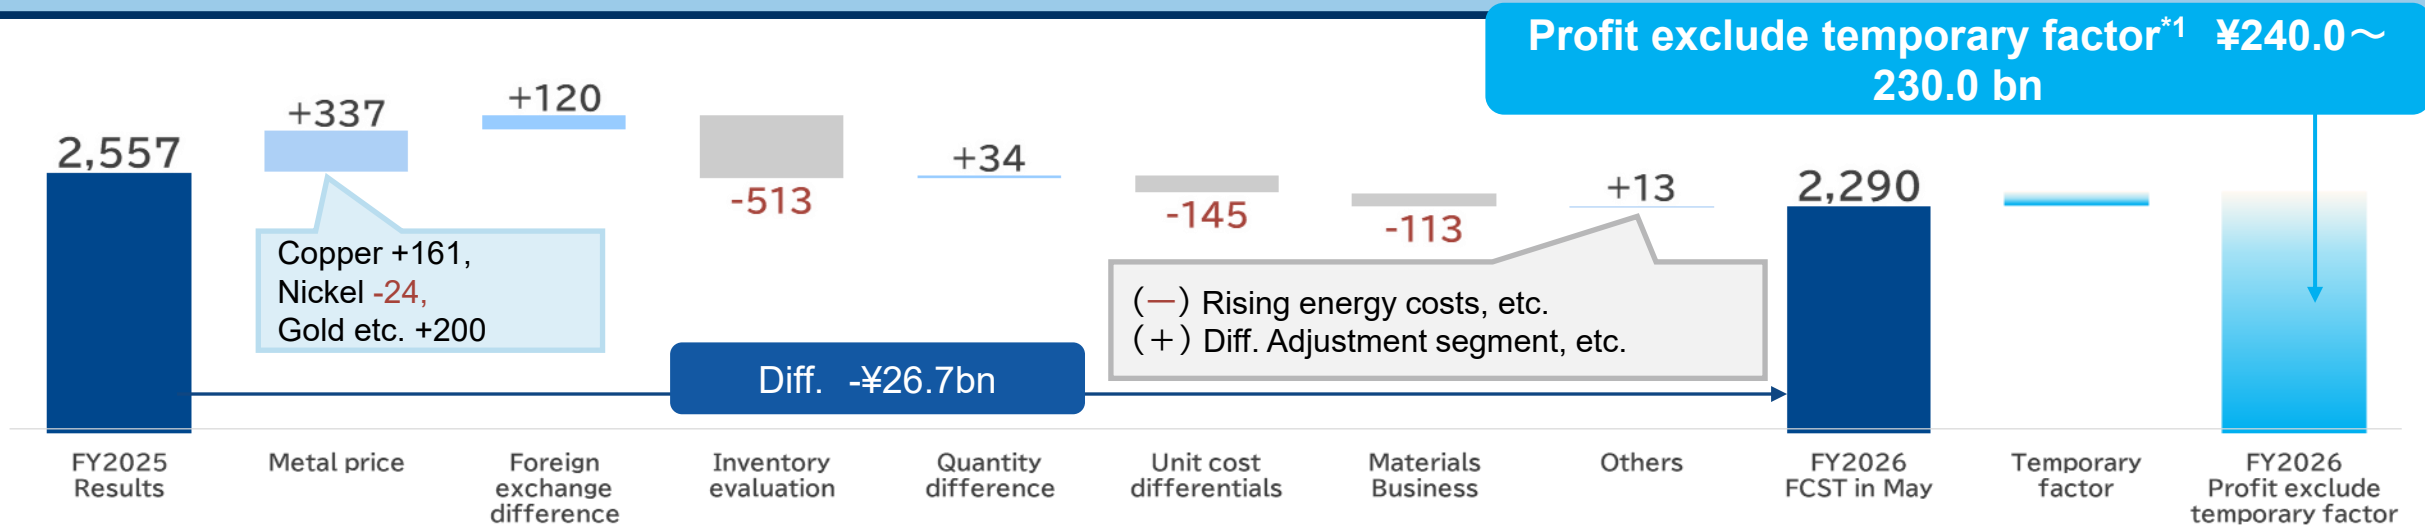 Profit exclude temporary factor*1 ¥240.0～
230.0 bn
2,557
+337
+120
-513
+34
-145
-113
+13
2,290
Copper +161,
Nickel -24,
Gold etc. +200
（－）Rising energy costs, etc.
（＋）Diff. Adjustment segment, etc.
Diff. -¥26.7bn
FY2025
Results
Metal price
Foreign
exchange
difference
Inventory
evaluation
Quantity
difference
Unit cost
differentials
Materials
Business
Others
FY2026
FCST in May
Temporary
factor
FY2026
Profit exclude
temporary factor